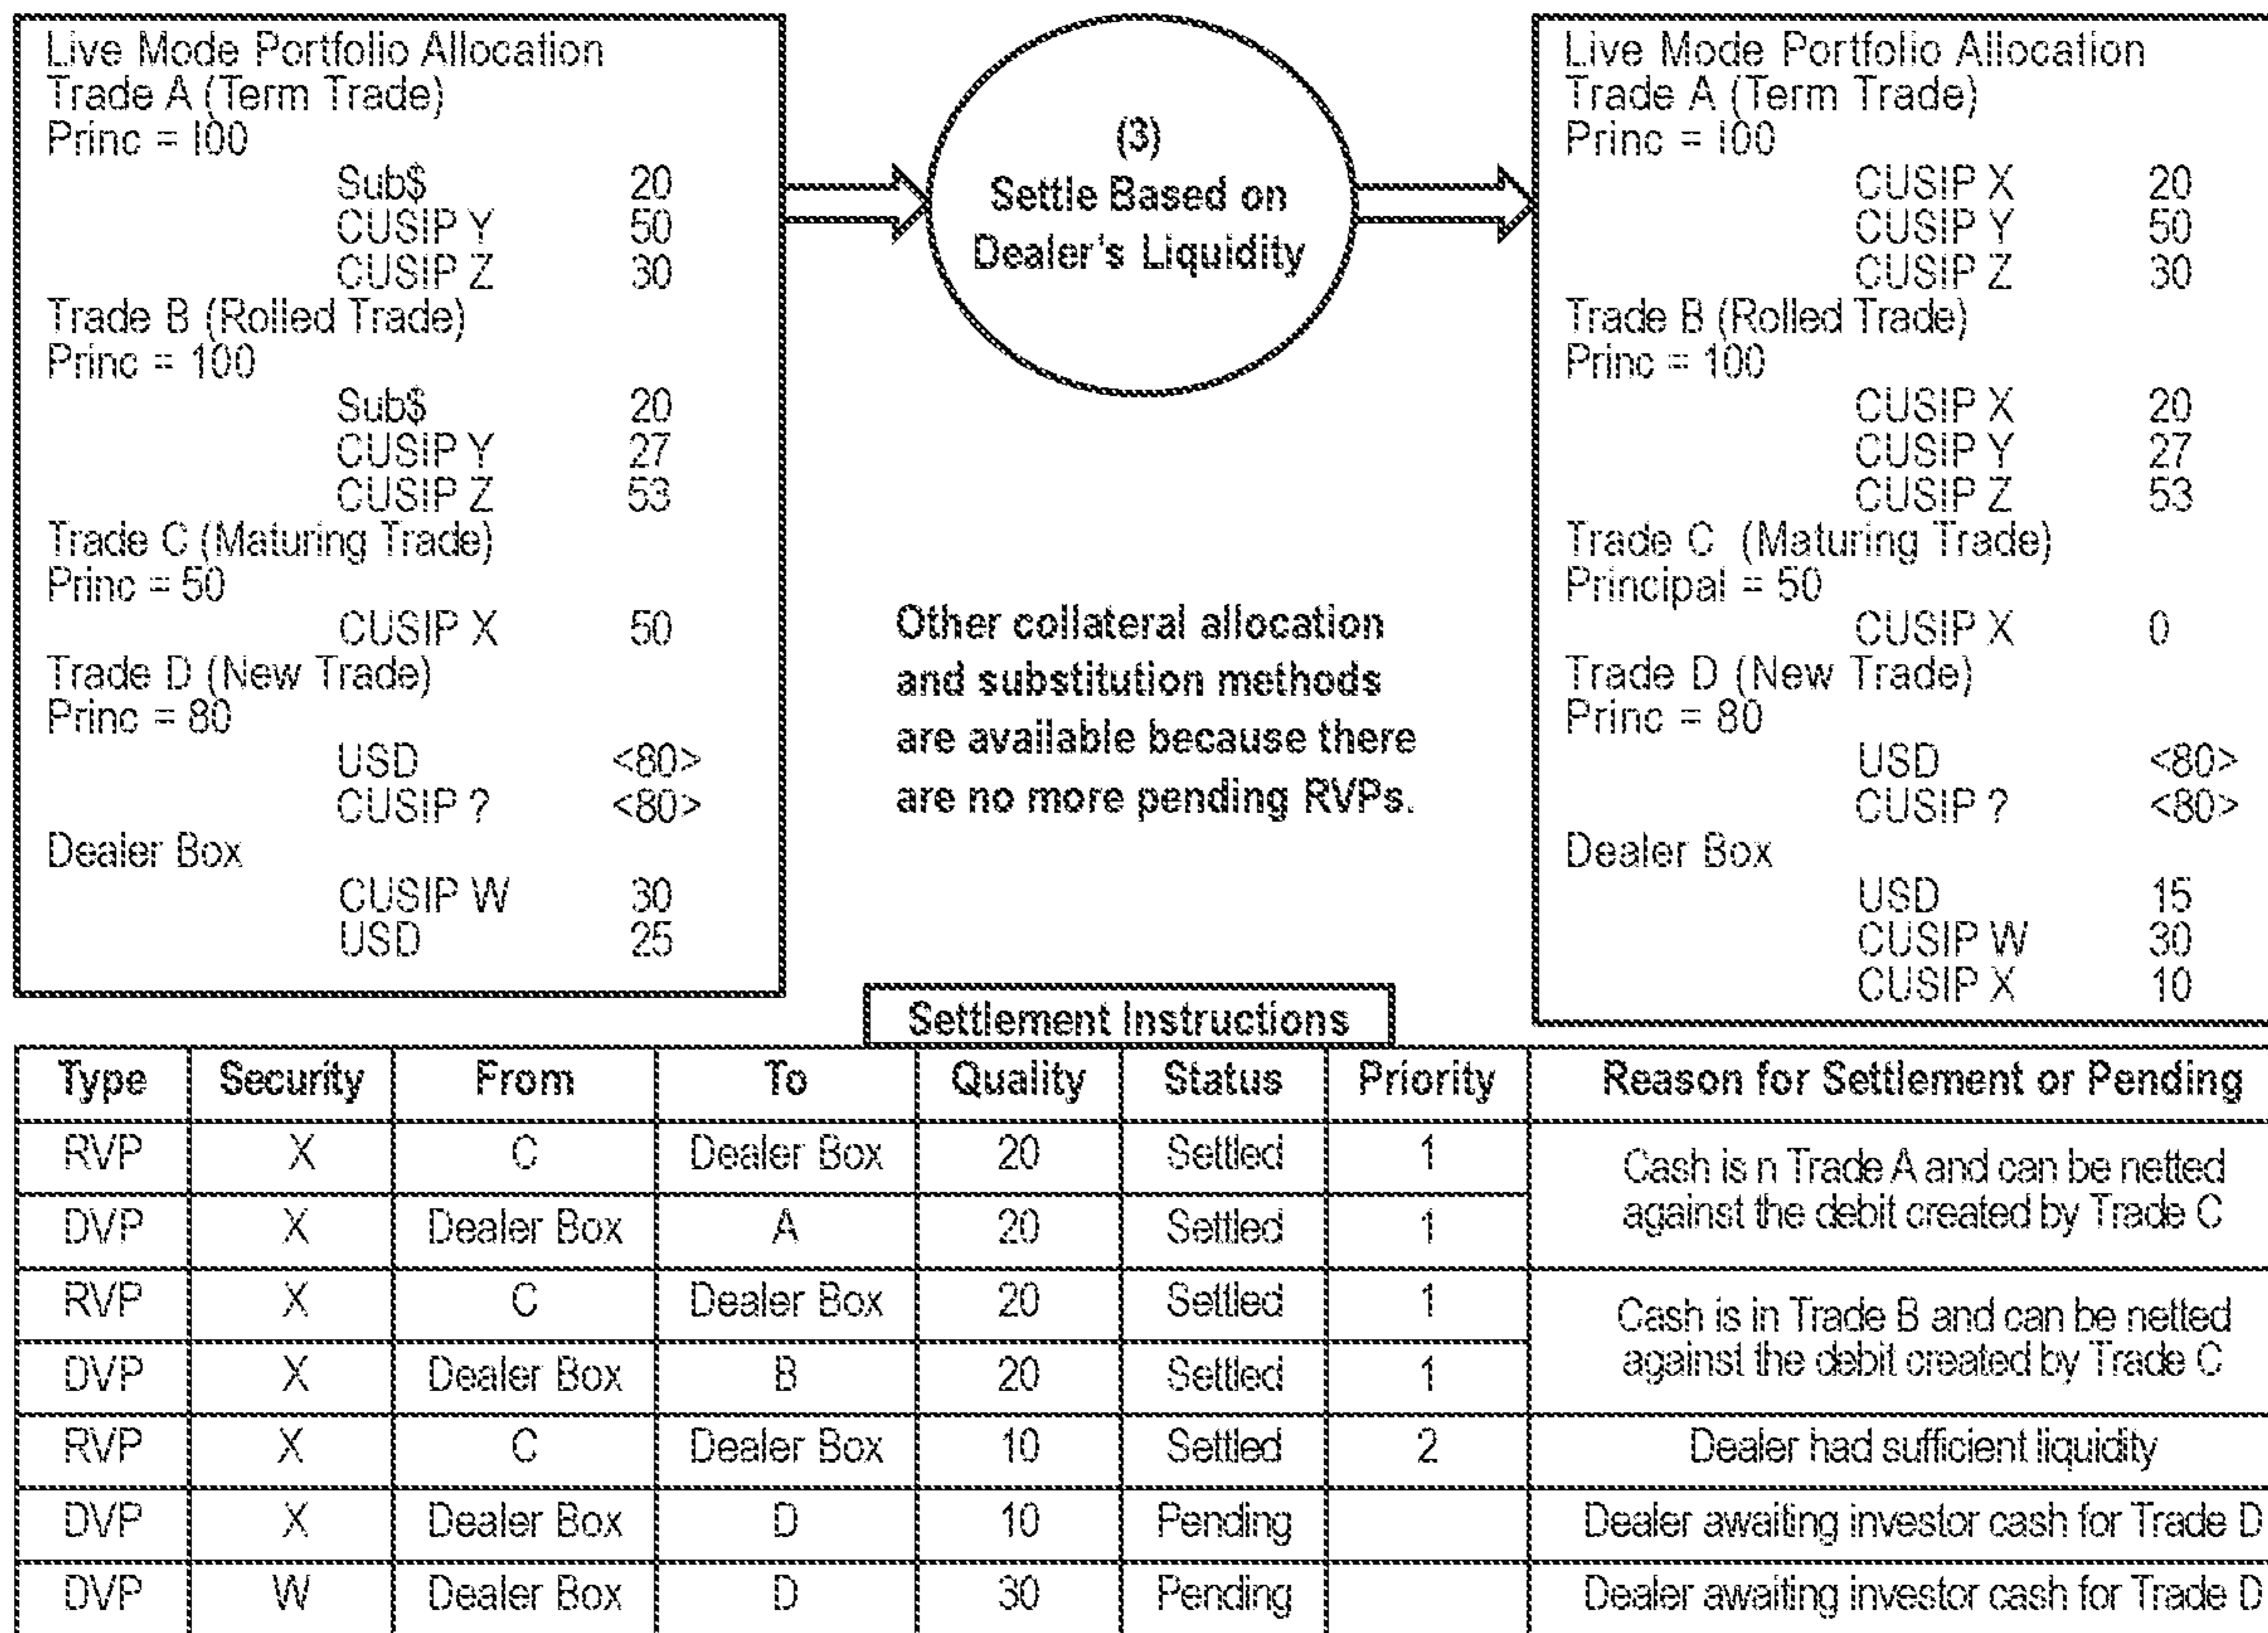 Live Mode Portfolio Allocation
Trade A (Term Trade)
Princ = I00
Sub$ 20
CUSIP Y 50
CUSIP Z 30
Trade B (Rolled Trade)
Princ = 100
Sub$ 20
CUSIP Y 27
CUSIP Z 53
Trade C (Maturing Trade)
Princ = 50
CUSIP X 50
Trade D (New Trade)
Princ = 80
USD <80>
CUSIP ? <80>
Dealer Box
CUSIP W 30
USD 25
(3)
Settle Based on
Dealer's Liquidity
Other collateral allocation
and substitution methods
are available because there
are no more pending RVPs.
Live Mode Portfolio Allocation
Trade A (Term Trade)
Princ = I00
CUSIP X 20
CUSIP Y 50
CUSIP Z 30
Trade B (Rolled Trade)
Princ = 100
CUSIP X 20
CUSIP Y 27
CUSIP Z 53
Trade C (Maturing Trade)
Principal = 50
CUSIP X 0
Trade D (New Trade)
Princ = 80
USD <80>
CUSIP ? <80>
Dealer Box
USD 15
CUSIP W 30
CUSIP X 10
Settlement Instructions
Type Security From To Quality Status Priority Reason for Settlement or Pending
RVP X C Dealer Box 20 Settled 1
Cash is n Trade A and can be netted
against the debit created by Trade C
DVP X Dealer Box A 20 Settled 1
RVP X C Dealer Box 20 Settled 1
Cash is in Trade B and can be netted
against the debit created by Trade C
DVP X Dealer Box B 20 Settled 1
RVP X C Dealer Box 10 Settled 2 Dealer had sufficient liquidity
DVP X Dealer Box D 10 Pending Dealer awaiting investor cash for Trade D
DVP W Dealer Box D 30 Pending Dealer awaiting investor cash for Trade D